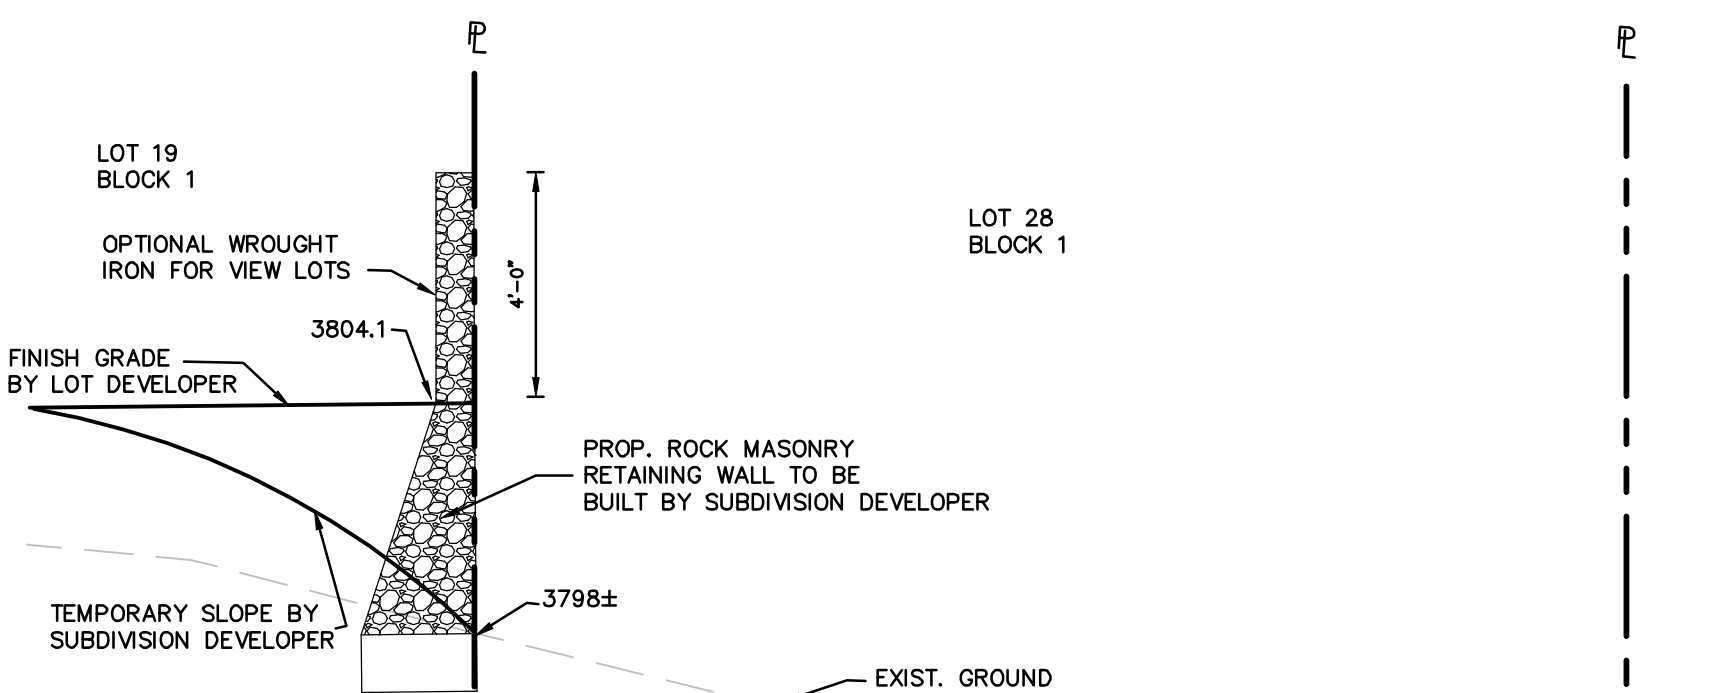 PL
PL
LOT 19
BLOCK 1
LOT 28
BLOCK 1
OPTIONAL WROUGHT
IRON FOR VIEW LOTS
4'-0"
3804.1
FINISH GRADE
BY LOT DEVELOPER
PROP. ROCK MASONRY
RETAINING WALL TO BE
BUILT BY SUBDIVISION DEVELOPER
3798±
TEMPORARY SLOPE BY
SUBDIVISION DEVELOPER
EXIST. GROUND